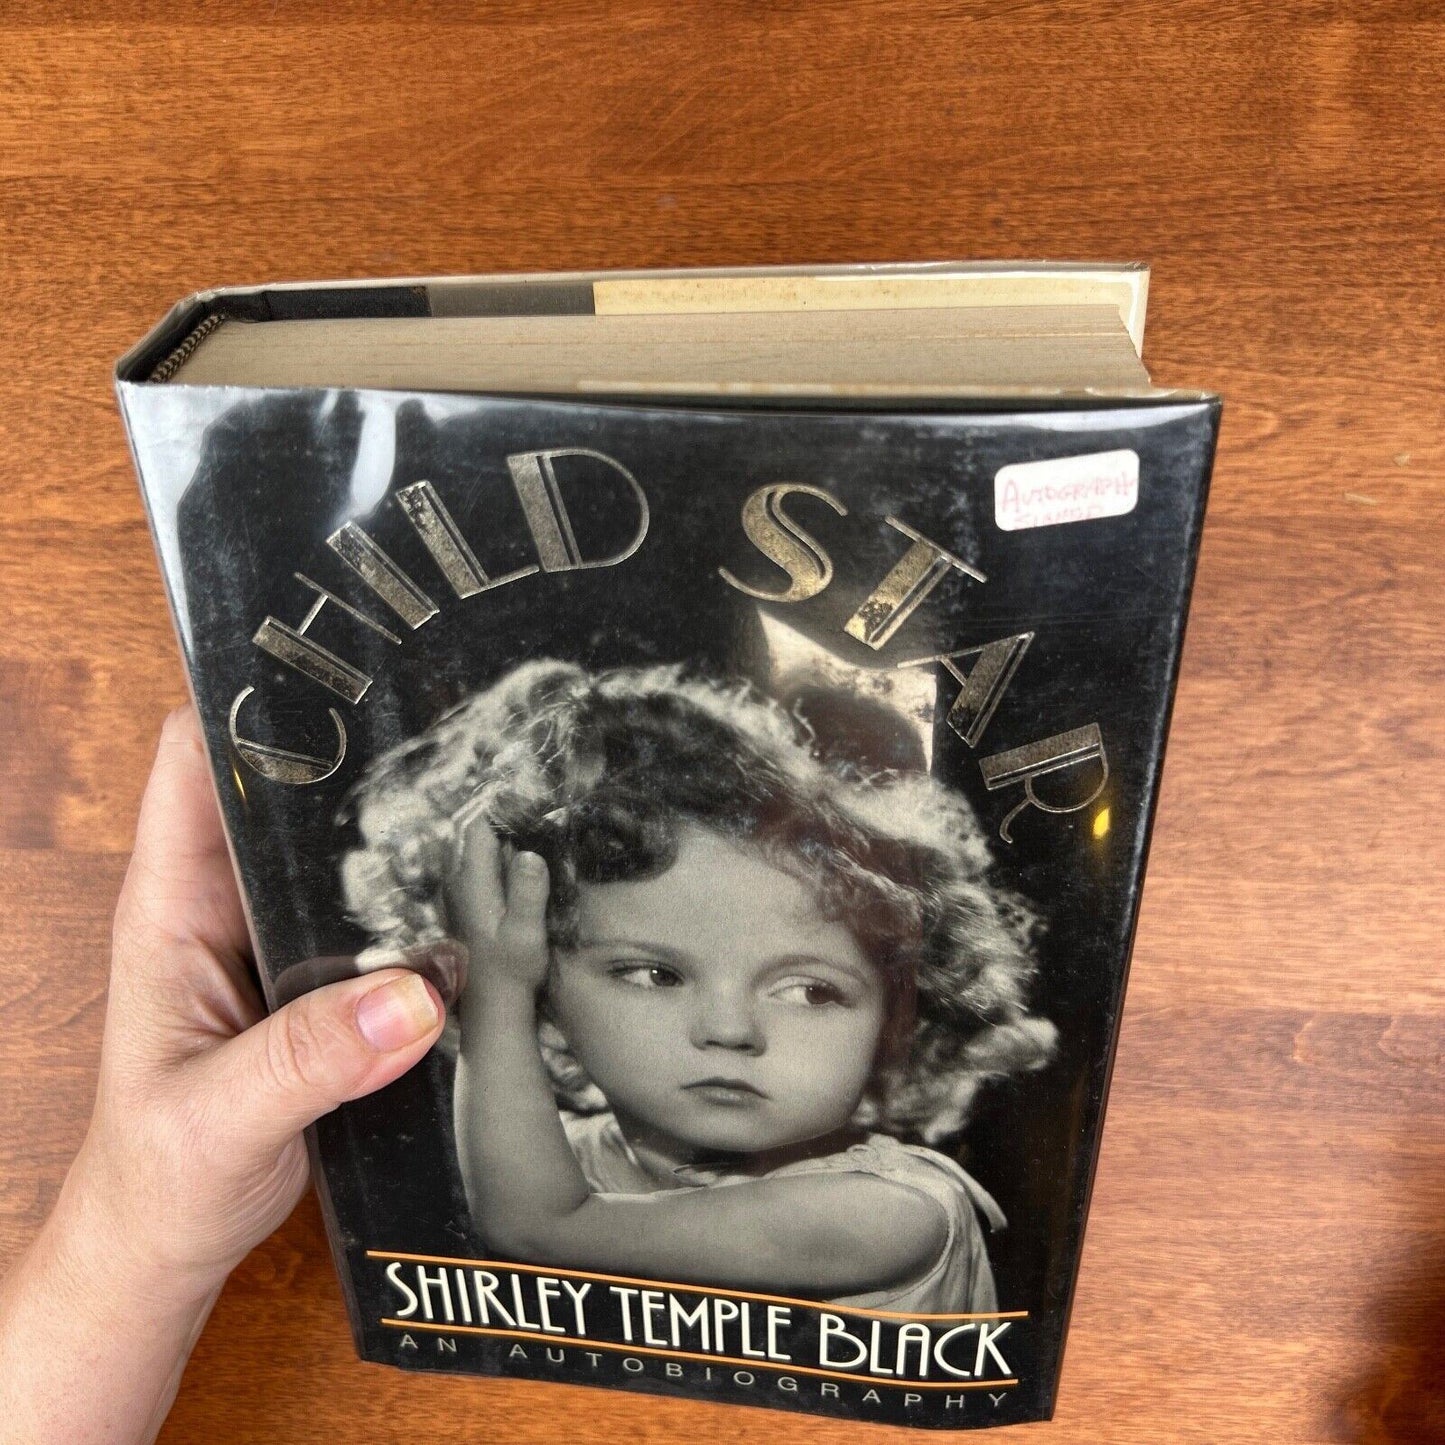 CHILD STAR
AUTOGRAPH
SHIRLEY TEMPLE BLACK
AN AUTOBIOGRAPHY